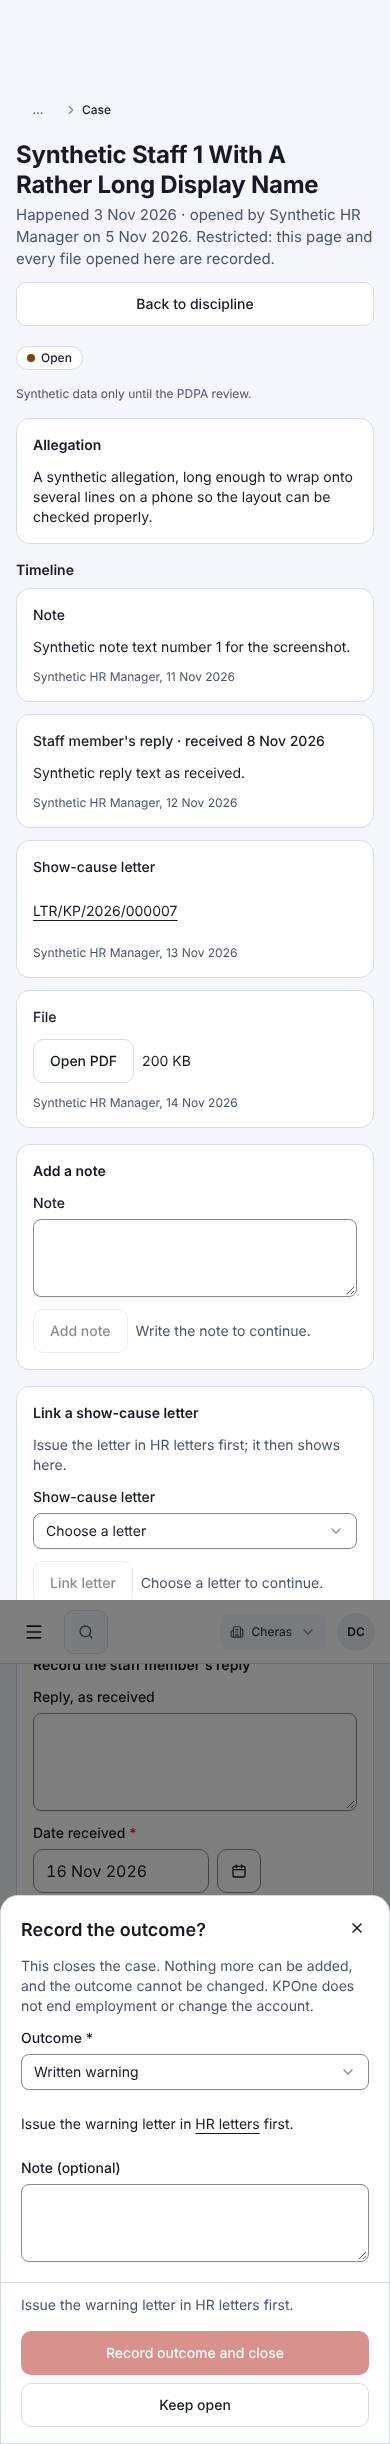 ... > Case
Synthetic Staff 1 With A
Rather Long Display Name
Happened 3 Nov 2026 · opened by Synthetic HR
Manager on 5 Nov 2026. Restricted: this page and
every file opened here are recorded.
Back to discipline
Open
Synthetic data only until the PDPA review.
Allegation
A synthetic allegation, long enough to wrap onto
several lines on a phone so the layout can be
checked properly.
Timeline
Note
Synthetic note text number 1 for the screenshot.
Synthetic HR Manager, 11 Nov 2026
Staff member's reply · received 8 Nov 2026
Synthetic reply text as received.
Synthetic HR Manager, 12 Nov 2026
Show-cause letter
LTR/KP/2026/000007
Synthetic HR Manager, 13 Nov 2026
File
Open PDF 200 KB
Synthetic HR Manager, 14 Nov 2026
Add a note
Note
Add note Write the note to continue.
Link a show-cause letter
Issue the letter in HR letters first; it then shows
here.
Show-cause letter
Choose a letter
Link letter Choose a letter to continue.
Cheras DC
Record the staff member's reply
Reply, as received
Date received *
16 Nov 2026
Record the outcome?
This closes the case. Nothing more can be added,
and the outcome cannot be changed. KPOne does
not end employment or change the account.
Outcome *
Written warning
Issue the warning letter in HR letters first.
Note (optional)
Issue the warning letter in HR letters first.
Record outcome and close
Keep open